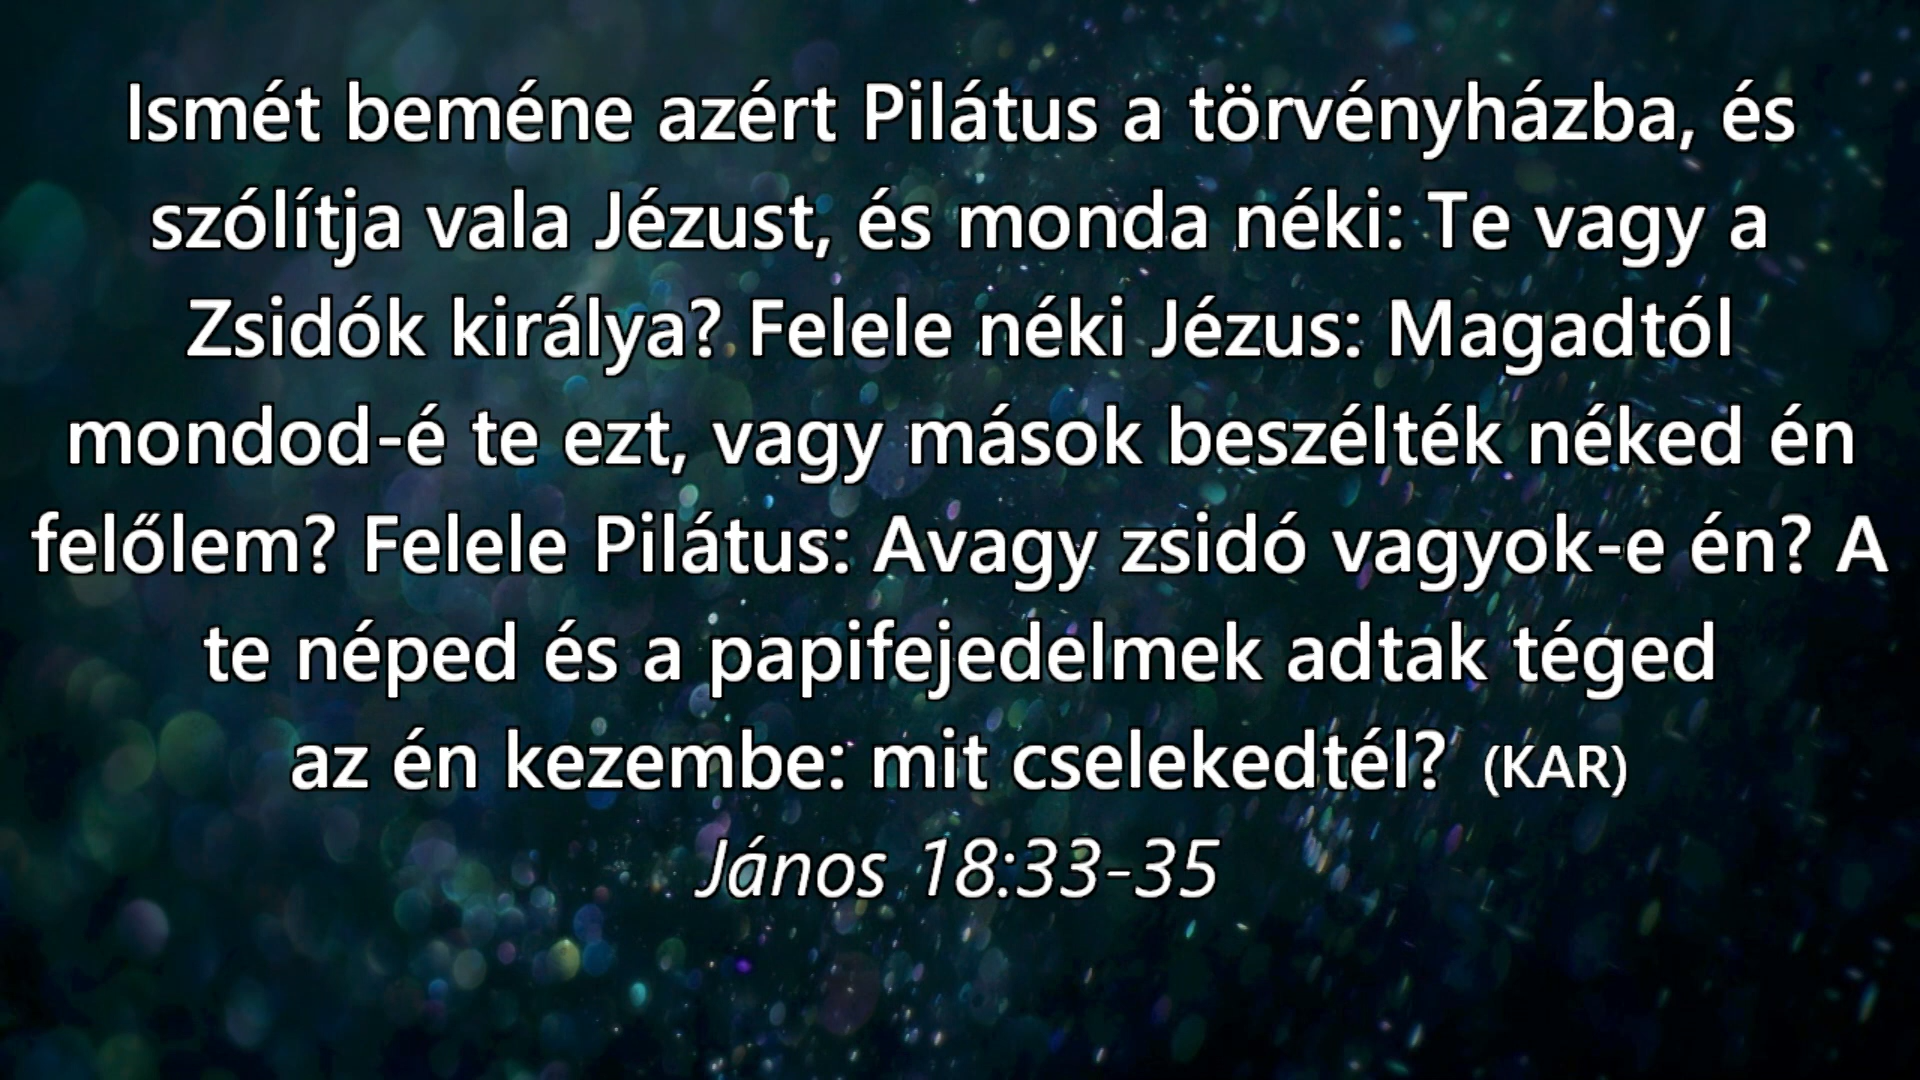 Ismét beméne azért Pilátus a törvényházba, és
szólítja vala Jézust, és monda néki: Te vagy a
Zsidók királya? Felele néki Jézus: Magadtól
mondod-é te ezt, vagy mások beszélték néked én
felőlem? Felele Pilátus: Avagy zsidó vagyok-e én? A
te néped és a papifejedelmek adtak téged
az én kezembe: mit cselekedtél? (KAR)
János 18:33-35